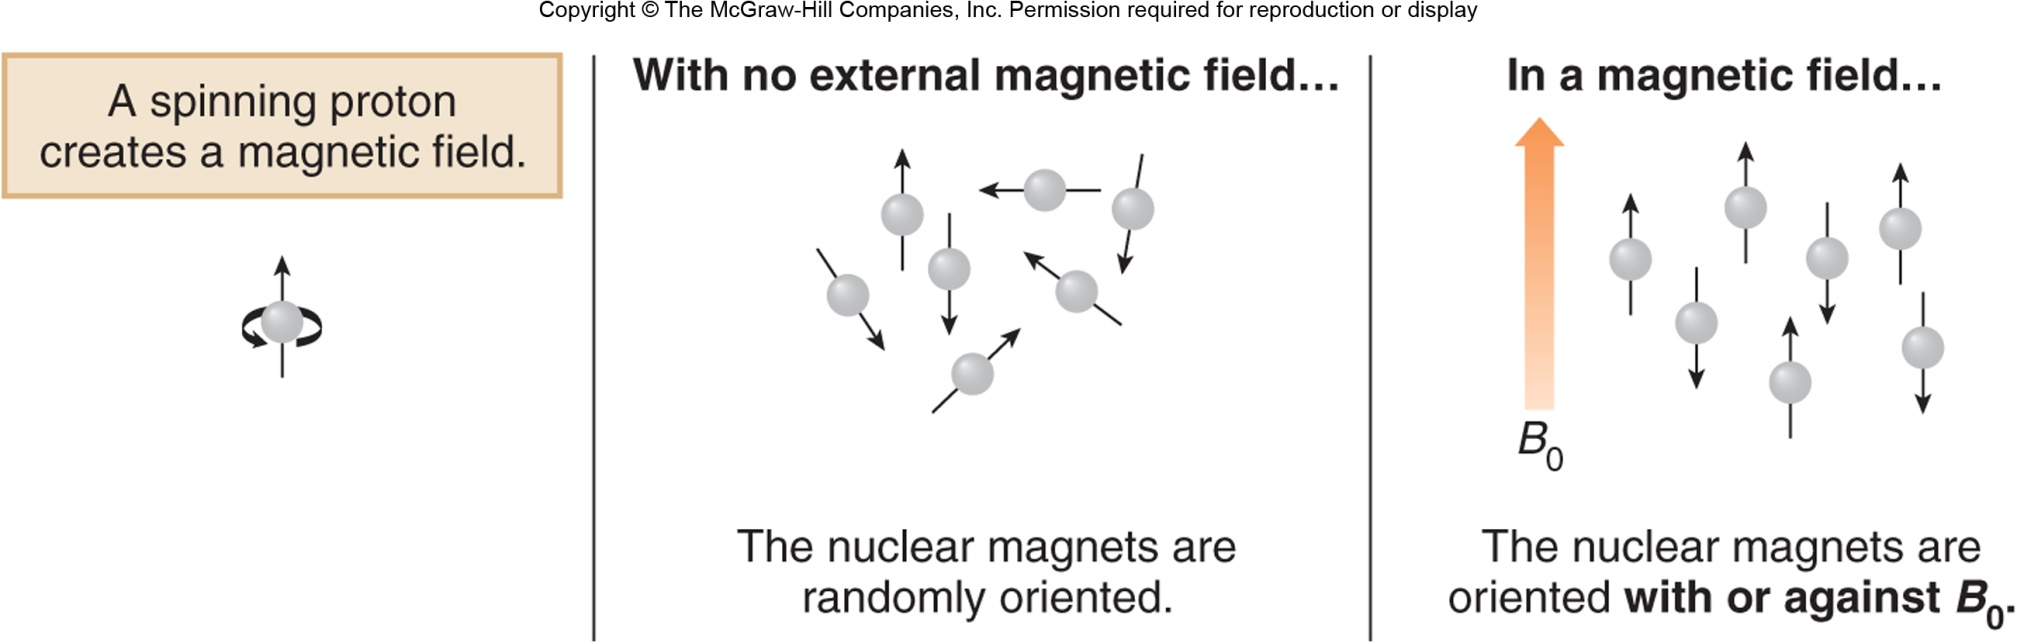 Copyright © The McGraw-Hill Companies, Inc. Permission required for reproduction or display
A spinning proton
creates a magnetic field.
With no external magnetic field...
The nuclear magnets are
randomly oriented.
In a magnetic field...
B₀
The nuclear magnets are
oriented with or against B₀.